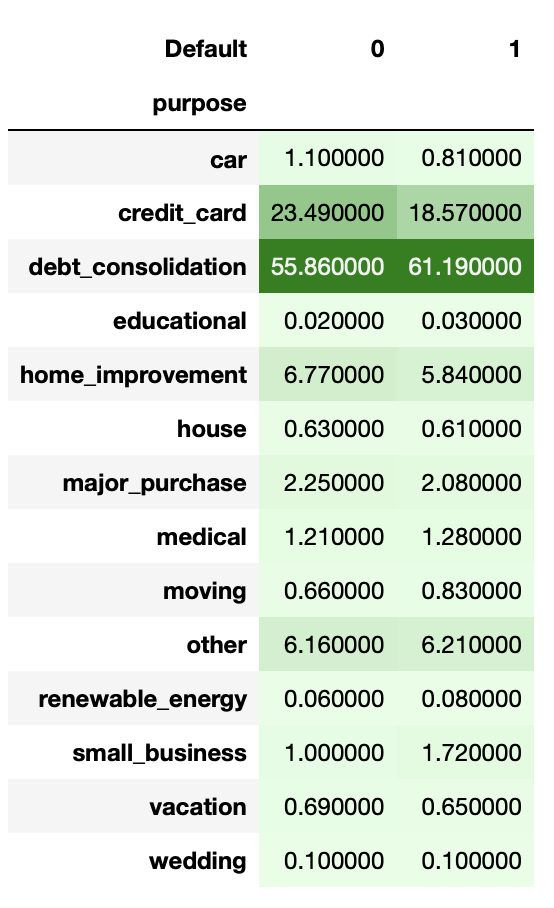 Default 0 1
purpose
car 1.100000 0.810000
credit_card 23.490000 18.570000
debt_consolidation 55.860000 61.190000
educational 0.020000 0.030000
home_improvement 6.770000 5.840000
house 0.630000 0.610000
major_purchase 2.250000 2.080000
medical 1.210000 1.280000
moving 0.660000 0.830000
other 6.160000 6.210000
renewable_energy 0.060000 0.080000
small_business 1.000000 1.720000
vacation 0.690000 0.650000
wedding 0.100000 0.100000